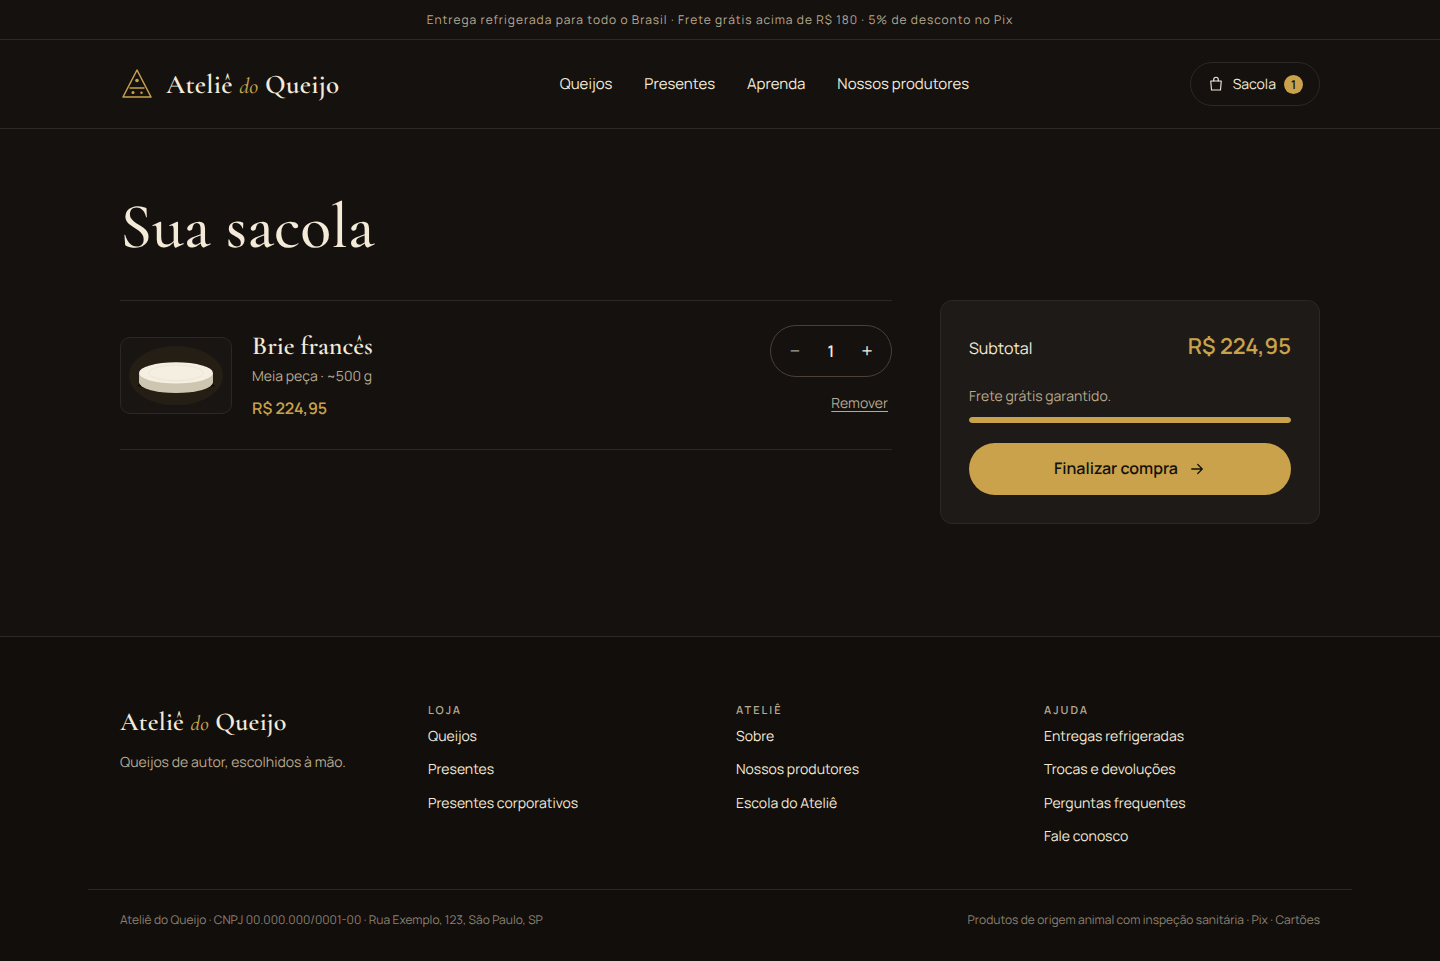 Entrega refrigerada para todo o Brasil · Frete grátis acima de R$ 180 · 5% de desconto no Pix
Ateliê do Queijo
Queijos
Presentes
Aprenda
Nossos produtores
Sacola 1
Sua sacola
Brie francês
Meia peça · ~500 g
R$ 224,95
− 1 +
Remover
Subtotal R$ 224,95
Frete grátis garantido.
Finalizar compra →
Ateliê do Queijo
Queijos de autor, escolhidos à mão.
LOJA
Queijos
Presentes
Presentes corporativos
ATELIÊ
Sobre
Nossos produtores
Escola do Ateliê
AJUDA
Entregas refrigeradas
Trocas e devoluções
Perguntas frequentes
Fale conosco
Ateliê do Queijo · CNPJ 00.000.000/0001-00 · Rua Exemplo, 123, São Paulo, SP
Produtos de origem animal com inspeção sanitária · Pix · Cartões